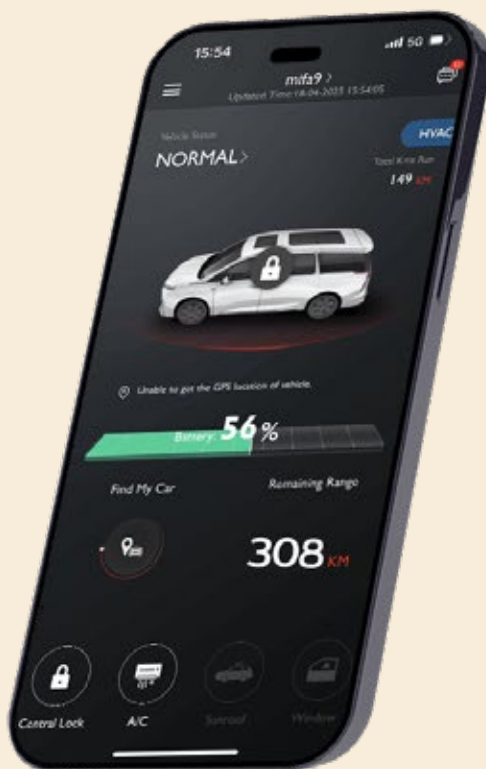 15:54
5G
mifa9 >
Updated Time:18-04-2025 15:54:05
Vehicle Status
HVAC
NORMAL >
Total K-ms Run
149 KM
Unable to get the GPS location of vehicle.
Battery: 56%
Find My Car
Remaining Range
308 KM
Central Lock
A/C
Sunroof
Window